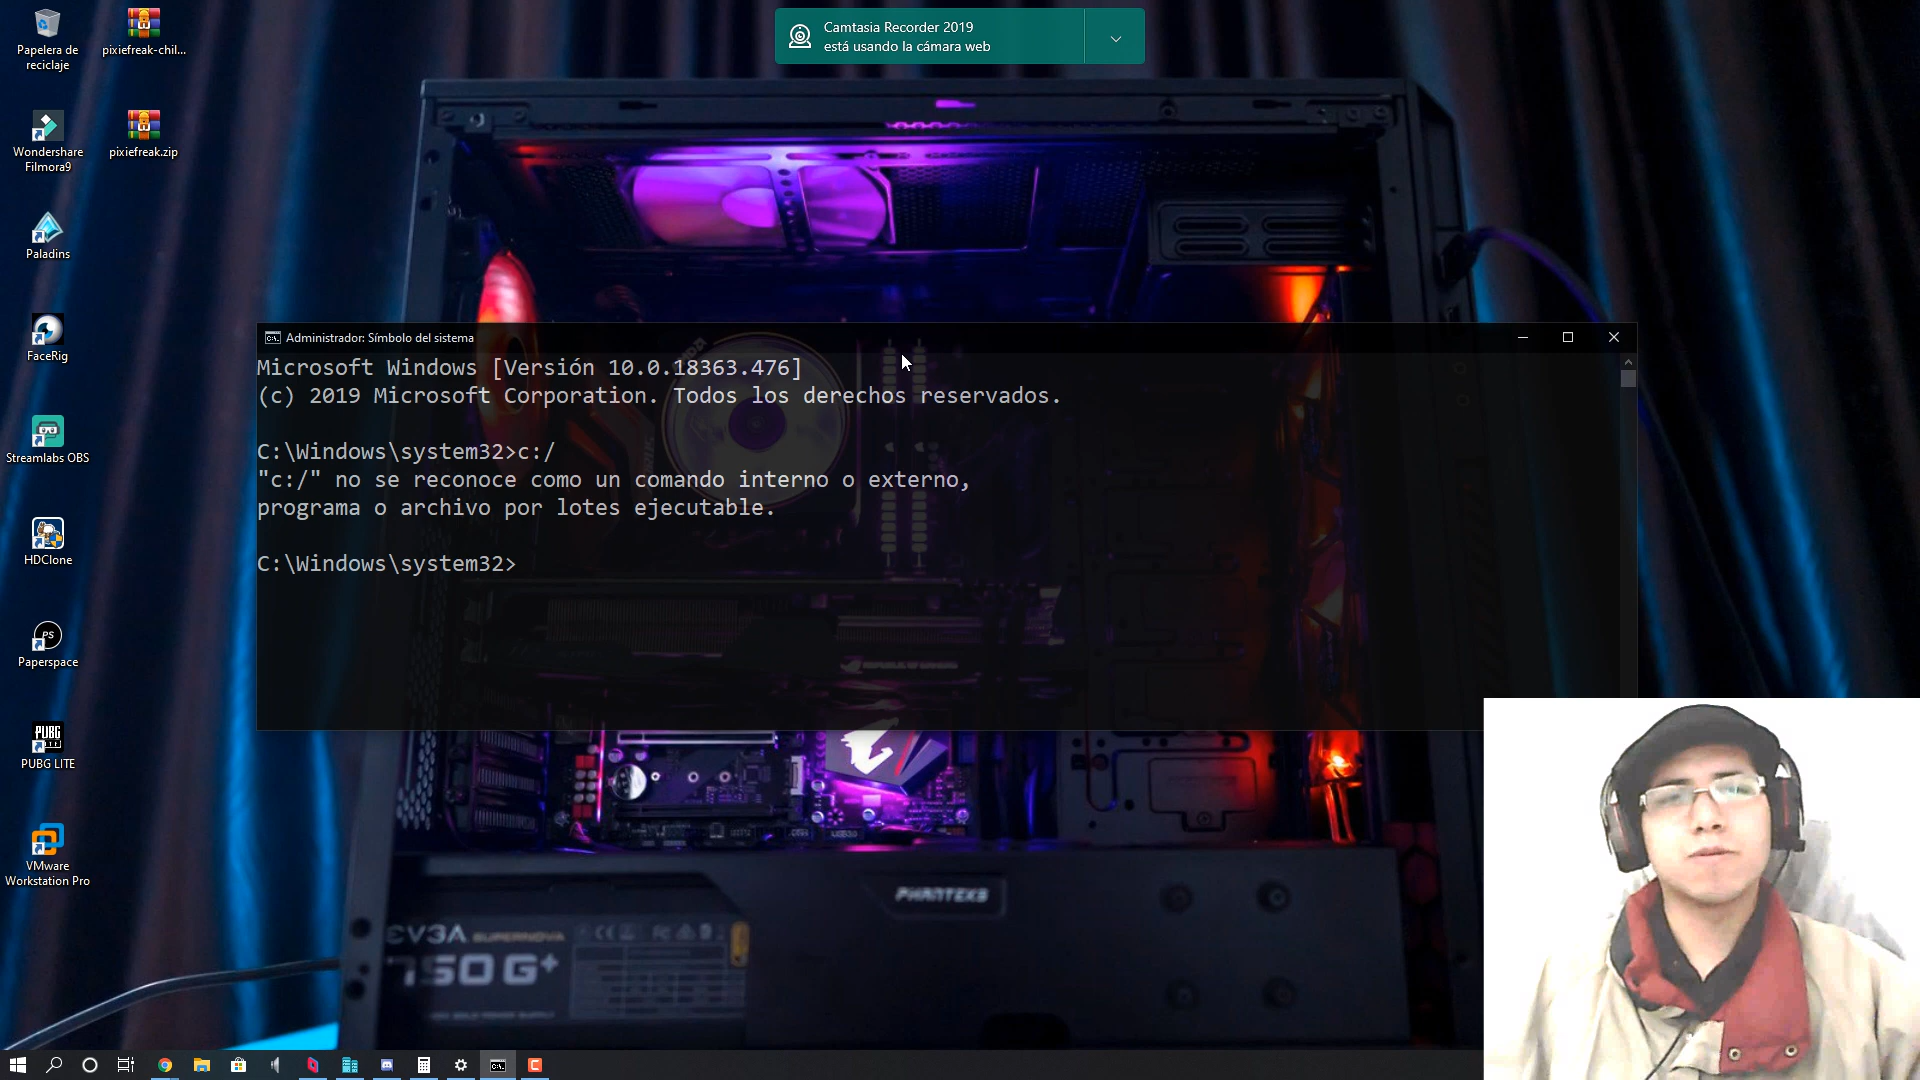 Papelera de
reciclaje
pixiefreak-chil...
Wondershare
Filmora9
pixiefreak.zip
Paladins
FaceRig
Streamlabs OBS
HDClone
PS
Paperspace
PUBG
PUBG LITE
VMware
Workstation Pro
Camtasia Recorder 2019
está usando la cámara web
Administrador: Símbolo del sistema
Microsoft Windows [Versión 10.0.18363.476]
(c) 2019 Microsoft Corporation. Todos los derechos reservados.
C:\Windows\system32>c:/
"c:/" no se reconoce como un comando interno o externo,
programa o archivo por lotes ejecutable.
C:\Windows\system32>
PHANTEKS
EVGA SUPERNOVA
750 G+